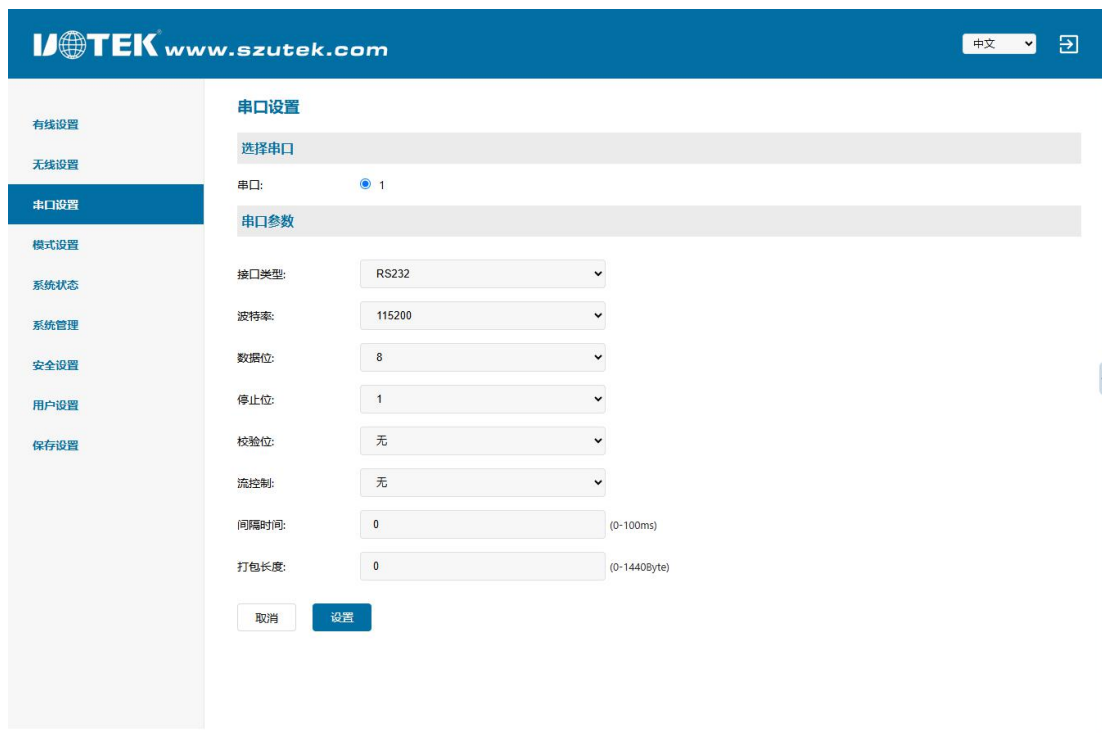 UOTEK www.szutek.com
中文
有线设置
无线设置
串口设置
模式设置
系统状态
系统管理
安全设置
用户设置
保存设置
串口设置
选择串口
串口: 1
串口参数
接口类型: RS232
波特率: 115200
数据位: 8
停止位: 1
校验位: 无
流控制: 无
间隔时间: 0 (0-100ms)
打包长度: 0 (0-1440Byte)
取消 设置